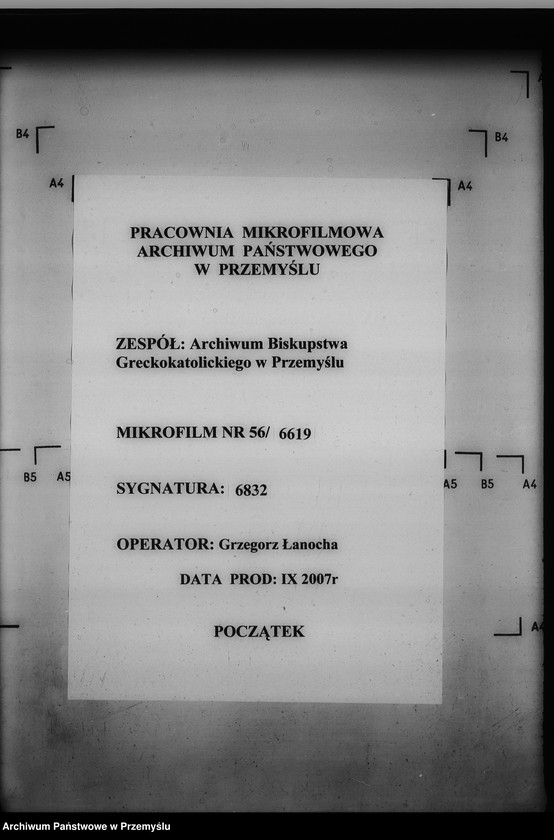 B4
B4
A4
A4
PRACOWNIA MIKROFILMOWA
ARCHIWUM PAŃSTWOWEGO
W PRZEMYŚLU
ZESPÓŁ: Archiwum Biskupstwa
Greckokatolickiego w Przemyślu
MIKROFILM NR 56/ 6619
B5 A5
A5 B5 A4
SYGNATURA: 6832
OPERATOR: Grzegorz Łanocha
DATA PROD: IX 2007r
POCZĄTEK
A4
Archiwum Państwowe w Przemyślu